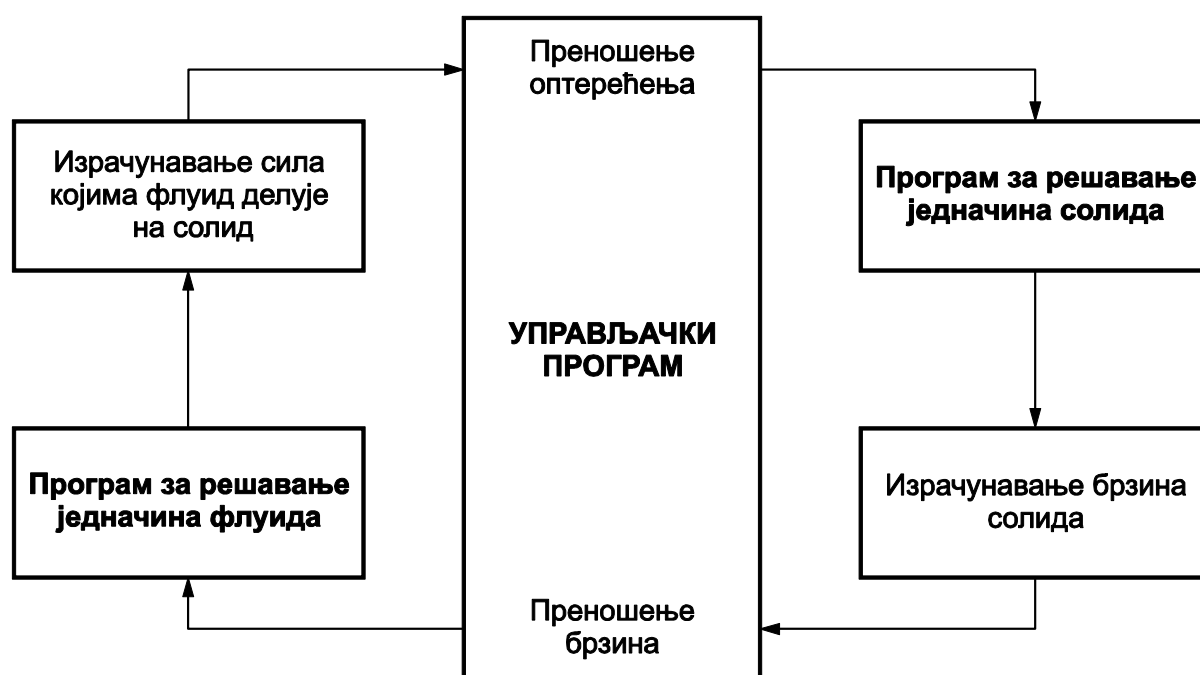 Преношење
оптерећења
Израчунавање сила
којима флуид делује
на солид
Програм за решавање
једначина солида
УПРАВЉАЧКИ
ПРОГРАМ
Програм за решавање
једначина флуида
Израчунавање брзина
солида
Преношење
брзина